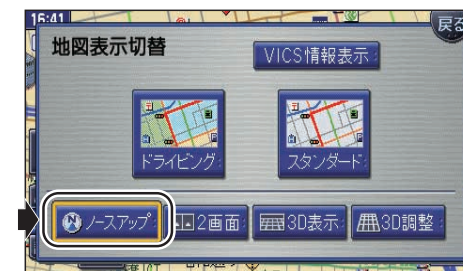 16:41
戻る
地図表示切替
VICS情報表示
ドライビング
スタンダード
ノースアップ
2画面
3D表示
3D調整